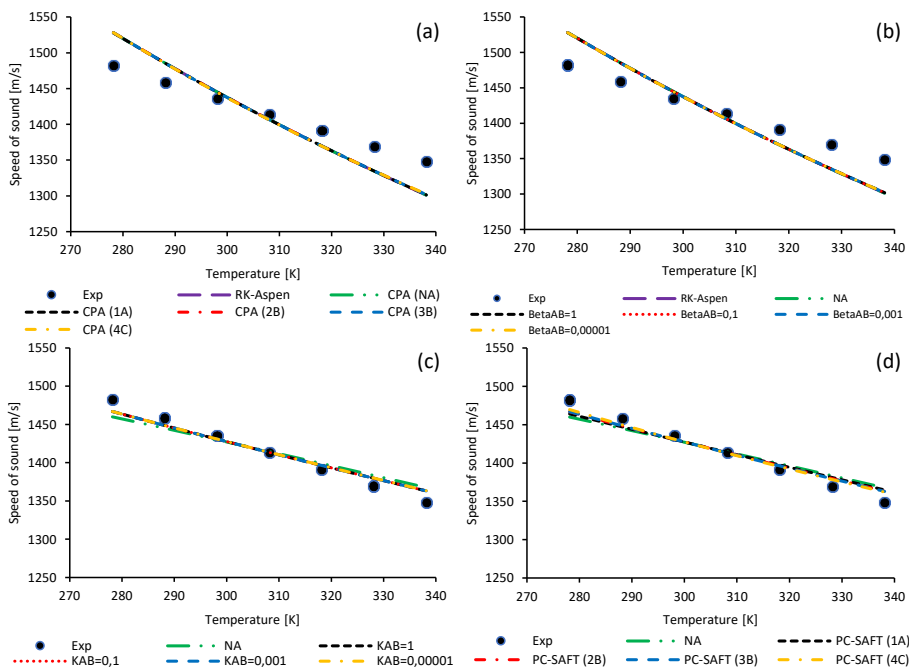 (a)
Speed of sound [m/s]
1550
1500
1450
1400
1350
1300
1250
270 280 290 300 310 320 330 340
Temperature [K]
Exp RK-Aspen CPA (NA)
CPA (1A) CPA (2B) CPA (3B)
CPA (4C)
(b)
Speed of sound [m/s]
1550
1500
1450
1400
1350
1300
1250
270 280 290 300 310 320 330 340
Temperature [K]
Exp RK-Aspen NA
BetaAB=1 BetaAB=0,1 BetaAB=0,001
BetaAB=0,00001
(c)
Speed of sound [m/s]
1550
1500
1450
1400
1350
1300
1250
270 280 290 300 310 320 330 340
Temperature [K]
Exp NA KAB=1
KAB=0,1 KAB=0,001 KAB=0,00001
(d)
Speed of sound [m/s]
1550
1500
1450
1400
1350
1300
1250
270 280 290 300 310 320 330 340
Temperature [K]
Exp NA PC-SAFT (1A)
PC-SAFT (2B) PC-SAFT (3B) PC-SAFT (4C)